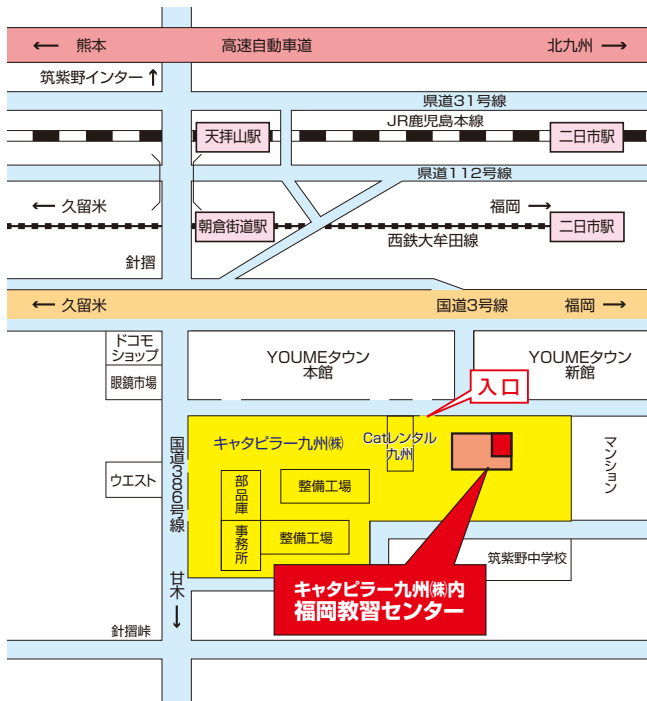 ← 熊本 高速自動車道 北九州 →
筑紫野インター ↑
県道31号線
JR鹿児島本線
天拝山駅
二日市駅
県道112号線
← 久留米
福岡 →
朝倉街道駅
二日市駅
西鉄大牟田線
針摺
← 久留米 国道3号線 福岡 →
ドコモ
ショップ
眼鏡市場
YOUMEタウン
本館
YOUMEタウン
新館
入口
国道386号線
キャタピラー九州㈱
Catレンタル
九州
マンション
ウエスト
部品庫
整備工場
事務所
整備工場
筑紫野中学校
甘木
↓
キャタピラー九州㈱内
福岡教習センター
針摺峠